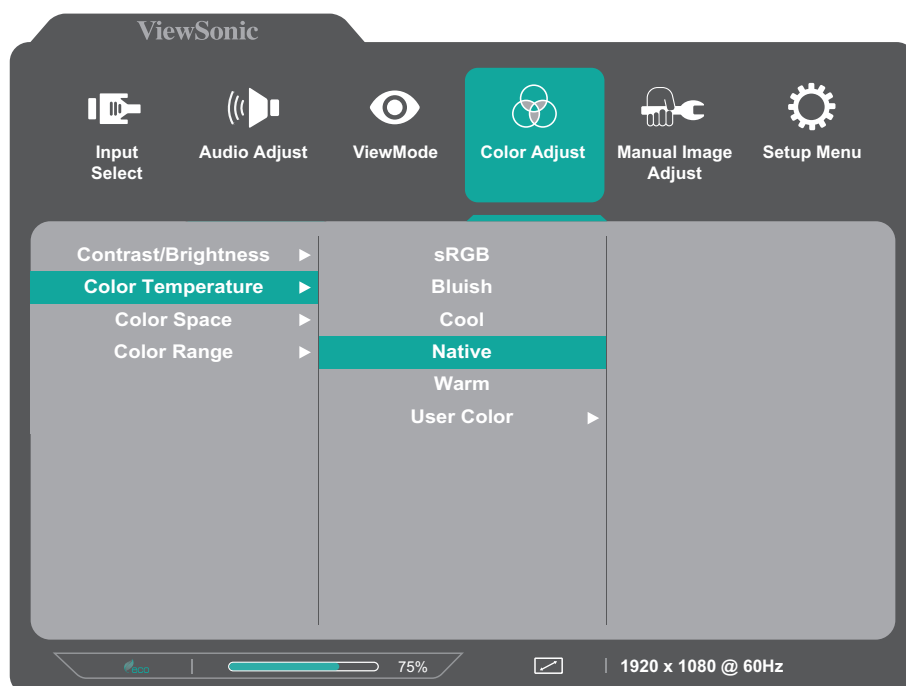 ViewSonic
Input
Select
Audio Adjust
ViewMode
Color Adjust
Manual Image
Adjust
Setup Menu
Contrast/Brightness
Color Temperature
Color Space
Color Range
sRGB
Bluish
Cool
Native
Warm
User Color
eco
75%
1920 x 1080 @ 60Hz